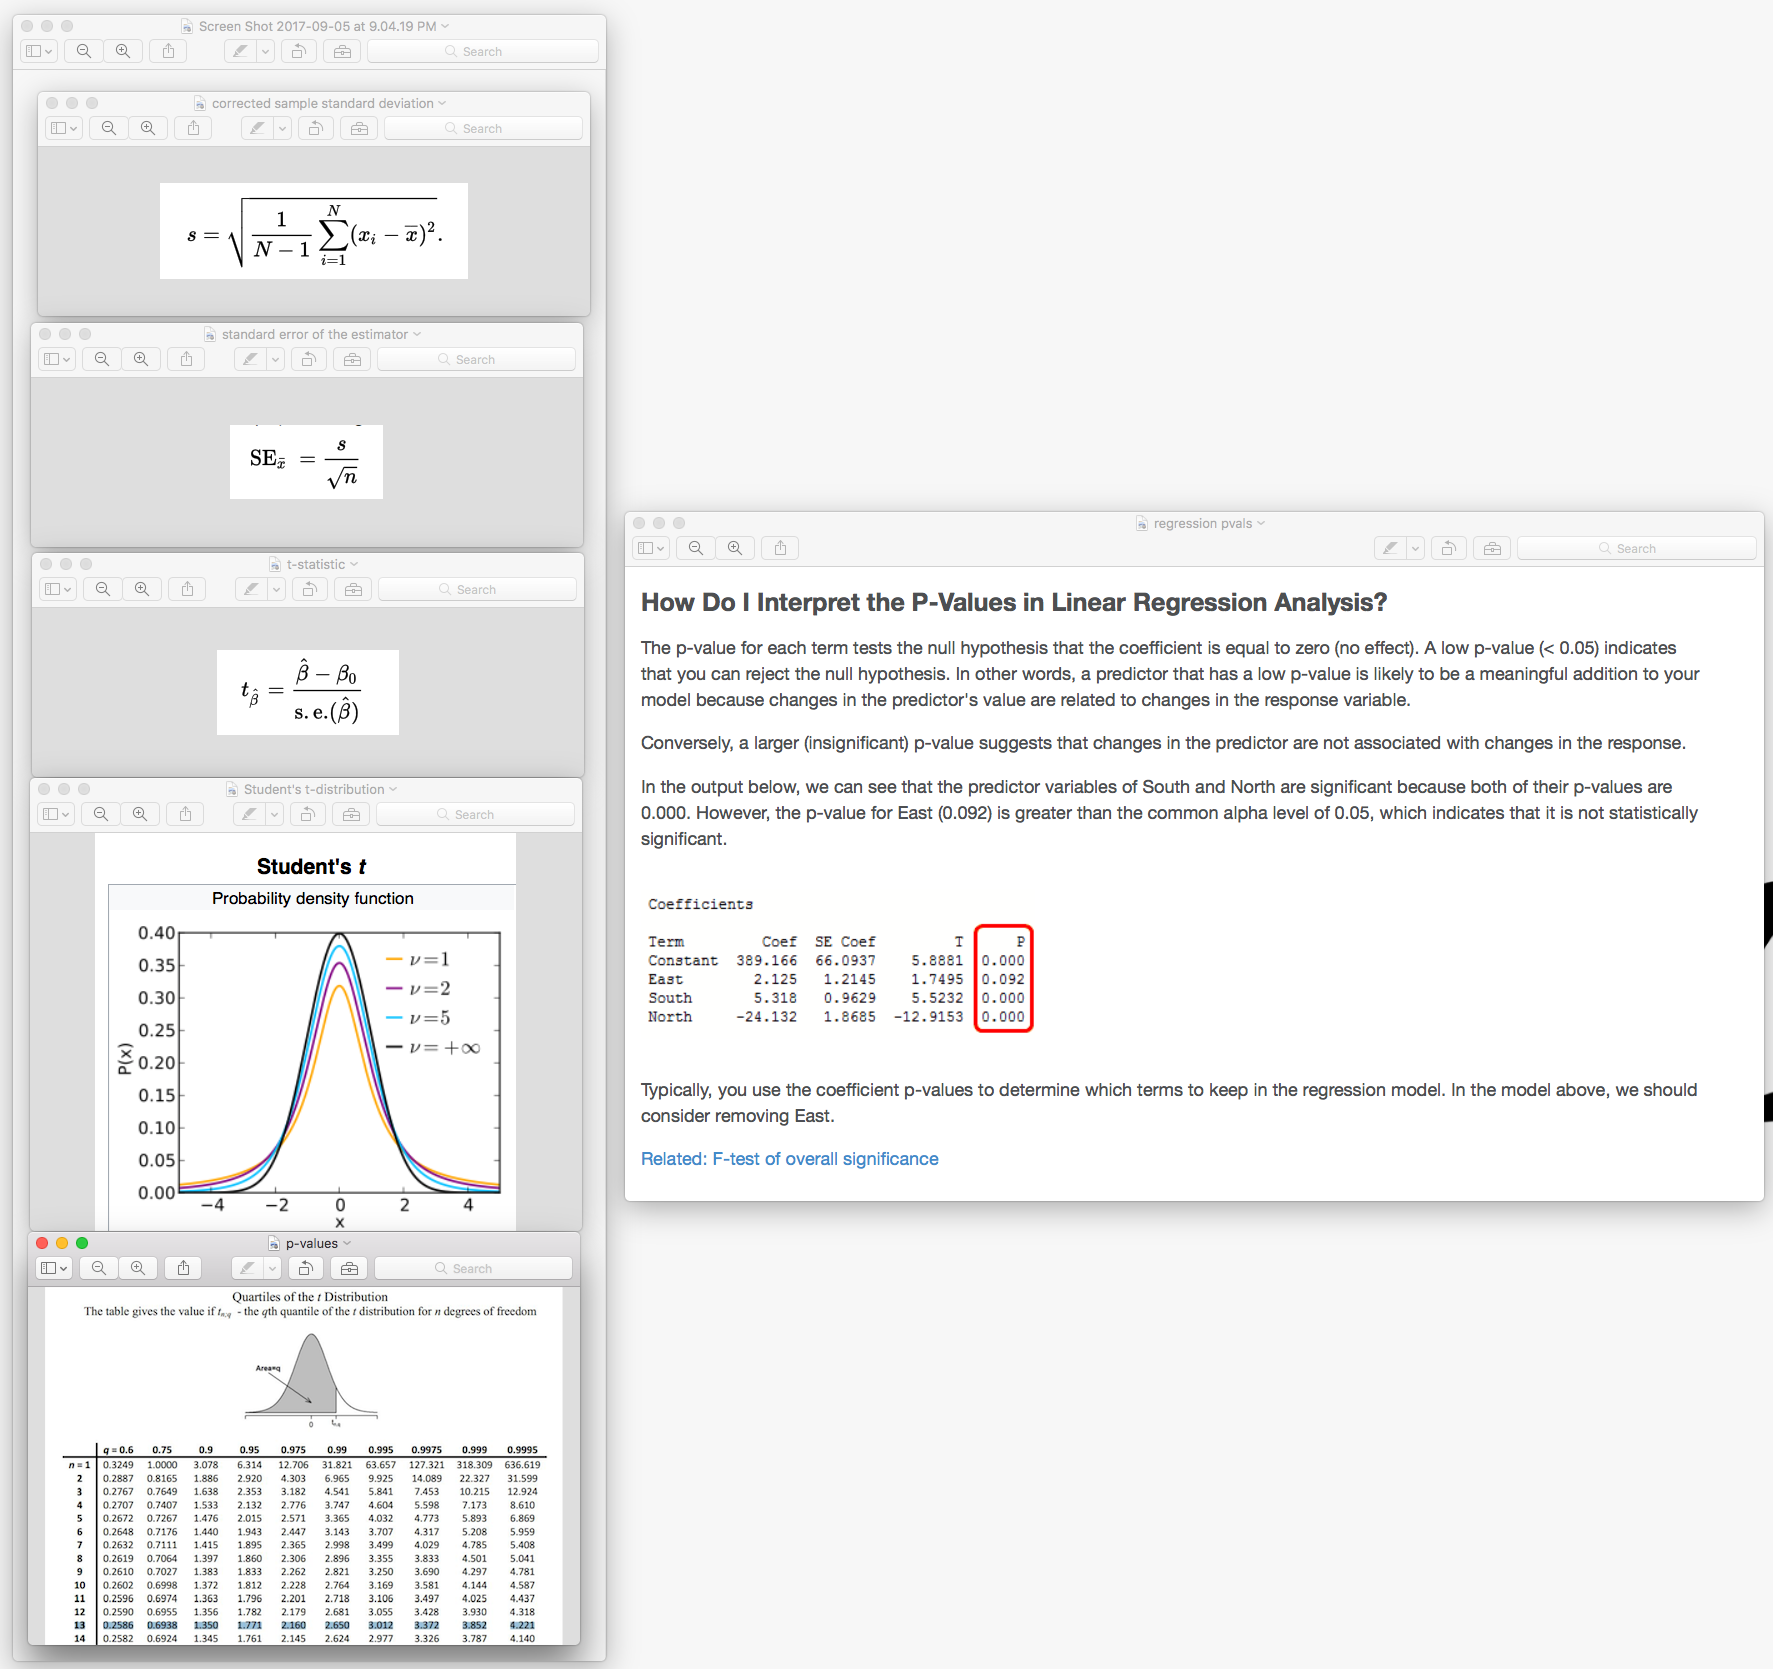 Screen Shot 2017-09-05 at 9.04.19 PM
Search
corrected sample standard deviation
Search
s = √ 1/(N − 1) ∑ i=1 N (xᵢ − x̄)².
standard error of the estimator
Search
SEx̄ = s/√n
t-statistic
Search
tβ̂ = (β̂ − β₀)/s.e.(β̂)
Student's t-distribution
Search
Student's t
Probability density function
0.40
0.35
0.30
0.25
0.20
0.15
0.10
0.05
0.00
P(x)
ν=1
ν=2
ν=5
ν=+∞
−4 −2 0 2 4
x
p-values
Search
Quartiles of the t Distribution
The table gives the value if tn;q - the qth quantile of the t distribution for n degrees of freedom
Area=q
0 tn,q
q = 0.6 0.75 0.9 0.95 0.975 0.99 0.995 0.9975 0.999 0.9995
n = 1 0.3249 1.0000 3.078 6.314 12.706 31.821 63.657 127.321 318.309 636.619
2 0.2887 0.8165 1.886 2.920 4.303 6.965 9.925 14.089 22.327 31.599
3 0.2767 0.7649 1.638 2.353 3.182 4.541 5.841 7.453 10.215 12.924
4 0.2707 0.7407 1.533 2.132 2.776 3.747 4.604 5.598 7.173 8.610
5 0.2672 0.7267 1.476 2.015 2.571 3.365 4.032 4.773 5.893 6.869
6 0.2648 0.7176 1.440 1.943 2.447 3.143 3.707 4.317 5.208 5.959
7 0.2632 0.7111 1.415 1.895 2.365 2.998 3.499 4.029 4.785 5.408
8 0.2619 0.7064 1.397 1.860 2.306 2.896 3.355 3.833 4.501 5.041
9 0.2610 0.7027 1.383 1.833 2.262 2.821 3.250 3.690 4.297 4.781
10 0.2602 0.6998 1.372 1.812 2.228 2.764 3.169 3.581 4.144 4.587
11 0.2596 0.6974 1.363 1.796 2.201 2.718 3.106 3.497 4.025 4.437
12 0.2590 0.6955 1.356 1.782 2.179 2.681 3.055 3.428 3.930 4.318
13 0.2586 0.6938 1.350 1.771 2.160 2.650 3.012 3.372 3.852 4.221
14 0.2582 0.6924 1.345 1.761 2.145 2.624 2.977 3.326 3.787 4.140
regression pvals
Search
How Do I Interpret the P-Values in Linear Regression Analysis?
The p-value for each term tests the null hypothesis that the coefficient is equal to zero (no effect). A low p-value (< 0.05) indicates
that you can reject the null hypothesis. In other words, a predictor that has a low p-value is likely to be a meaningful addition to your
model because changes in the predictor's value are related to changes in the response variable.
Conversely, a larger (insignificant) p-value suggests that changes in the predictor are not associated with changes in the response.
In the output below, we can see that the predictor variables of South and North are significant because both of their p-values are
0.000. However, the p-value for East (0.092) is greater than the common alpha level of 0.05, which indicates that it is not statistically
significant.
Coefficients
Term Coef SE Coef T P
Constant 389.166 66.0937 5.8881 0.000
East 2.125 1.2145 1.7495 0.092
South 5.318 0.9629 5.5232 0.000
North -24.132 1.8685 -12.9153 0.000
Typically, you use the coefficient p-values to determine which terms to keep in the regression model. In the model above, we should
consider removing East.
Related: F-test of overall significance